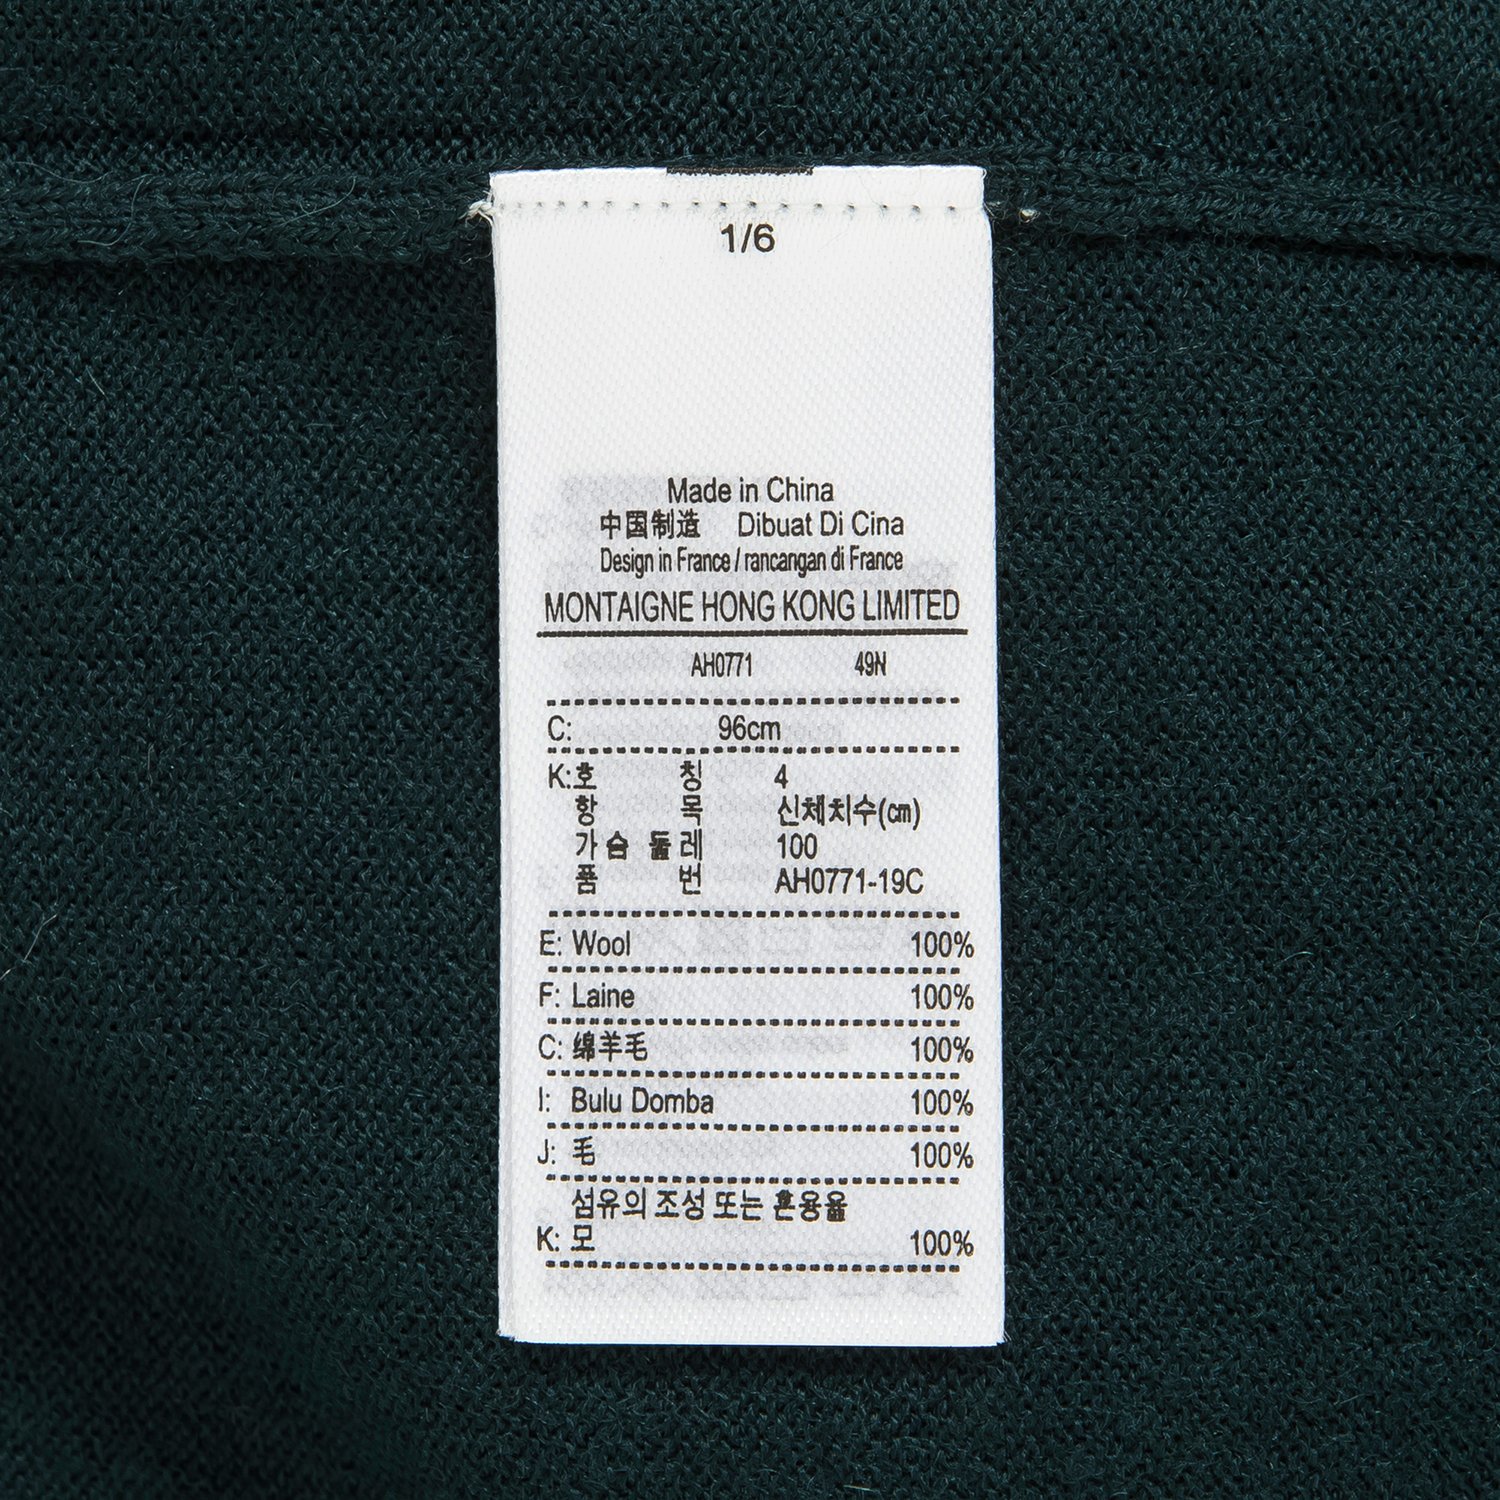 1/6
Made in China
中国制造 Dibuat Di Cina
Design in France / rancangan di France
MONTAIGNE HONG KONG LIMITED
AH0771 49N
C: 96cm
K:호 칭 4
항 목 신체치수(㎝)
가슴 둘레 100
품 번 AH0771-19C
E: Wool 100%
F: Laine 100%
C: 绵羊毛 100%
I: Bulu Domba 100%
J: 毛 100%
섬유의 조성 또는 혼용율
K: 모 100%